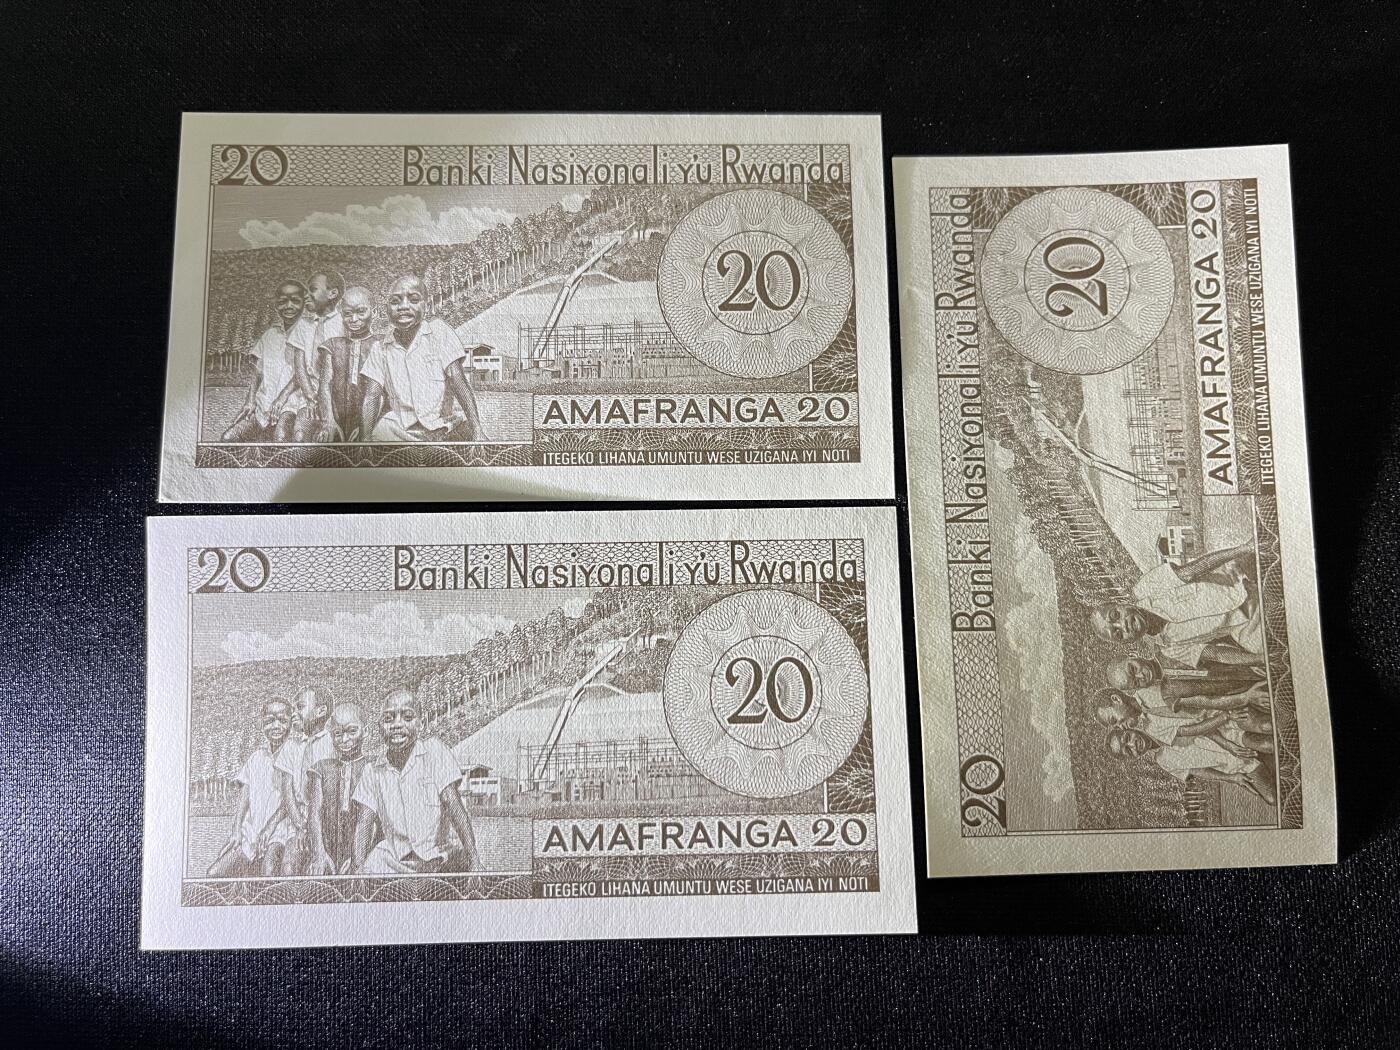 20 Banki Nasiyonali y'u Rwanda
20
AMAFRANGA 20
ITEGEKO LIHANA UMUNTU WESE UZIGANA IYI NOTI
20 Banki Nasiyonali y'u Rwanda
20
AMAFRANGA 20
ITEGEKO LIHANA UMUNTU WESE UZIGANA IYI NOTI
20 Banki Nasiyonali y'u Rwanda
20
AMAFRANGA 20
ITEGEKO LIHANA UMUNTU WESE UZIGANA IYI NOTI